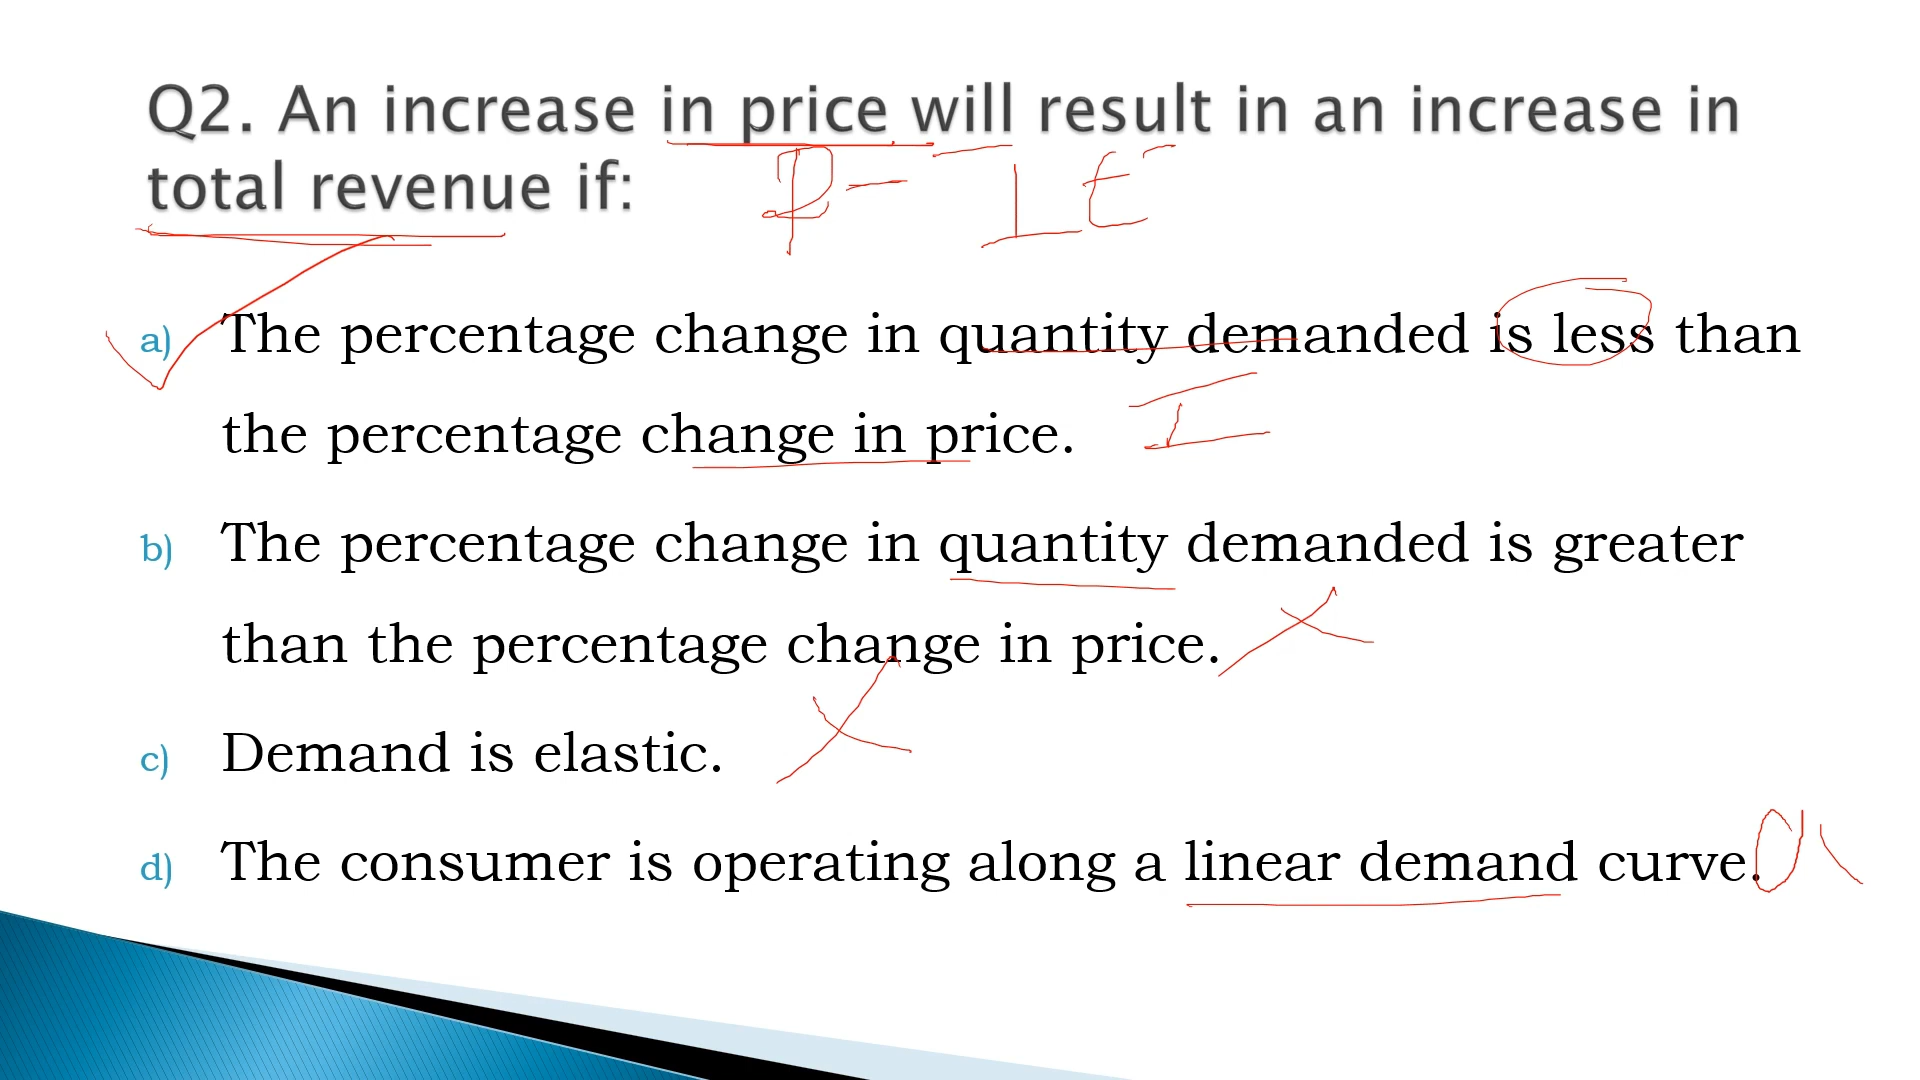 Q2. An increase in price will result in an increase in
total revenue if:
a) The percentage change in quantity demanded is less than
the percentage change in price.
I
b) The percentage change in quantity demanded is greater
than the percentage change in price.
c) Demand is elastic.
d) The consumer is operating along a linear demand curve.